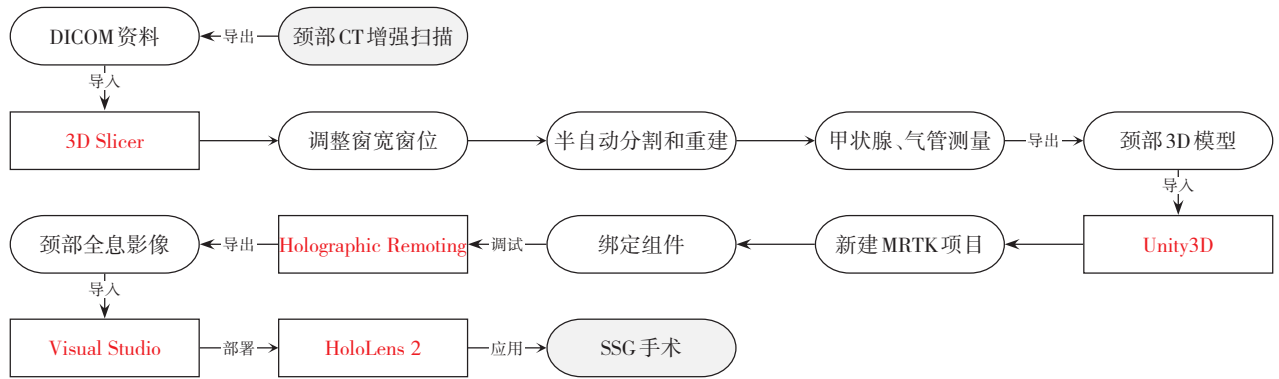 DICOM资料
导出
颈部CT增强扫描
导入
3D Slicer
调整窗宽窗位
半自动分割和重建
甲状腺、气管测量
导出
颈部3D模型
导入
颈部全息影像
导出
Holographic Remoting
调试
绑定组件
新建MRTK项目
Unity3D
导入
Visual Studio
部署
HoloLens 2
应用
SSG手术